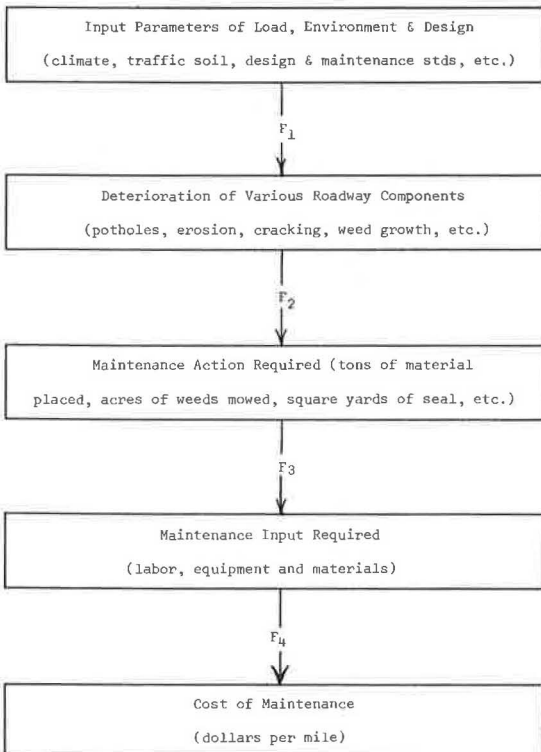 Input Parameters of Load, Environment & Design
(climate, traffic soil, design & maintenance stds, etc.)
F1
Deterioration of Various Roadway Components
(potholes, erosion, cracking, weed growth, etc.)
F2
Maintenance Action Required (tons of material
placed, acres of weeds mowed, square yards of seal, etc.)
F3
Maintenance Input Required
(labor, equipment and materials)
F4
Cost of Maintenance
(dollars per mile)